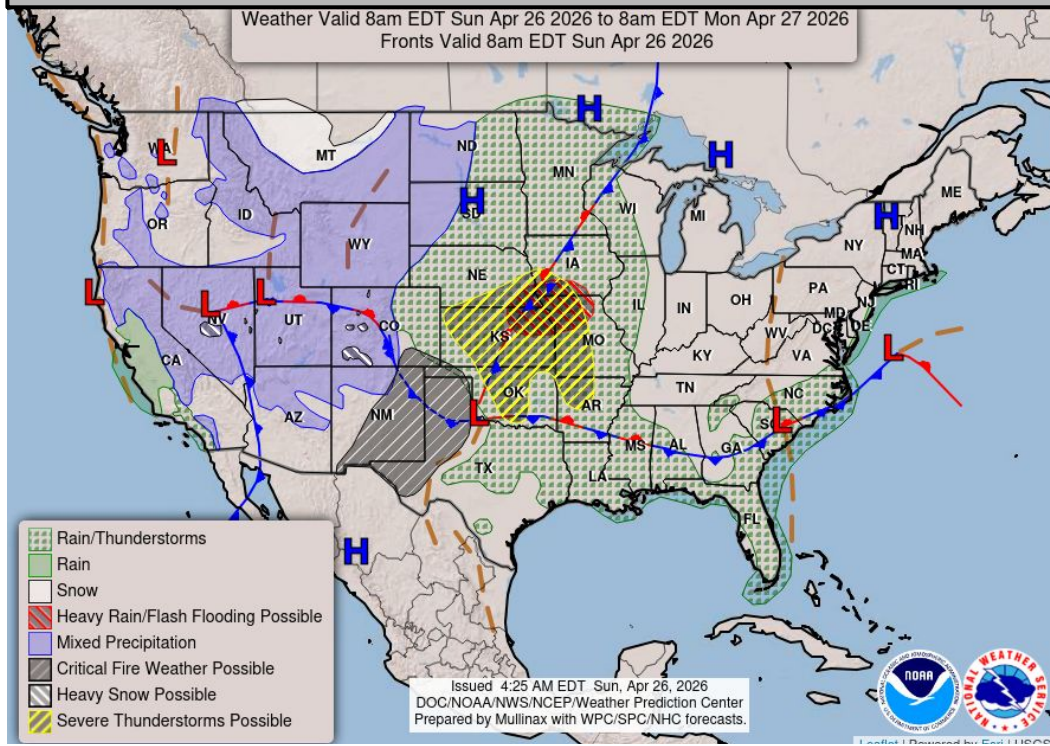 Weather Valid 8am EDT Sun Apr 26 2026 to 8am EDT Mon Apr 27 2026
Fronts Valid 8am EDT Sun Apr 26 2026
H
H
WA
L
MT
ND
MN
ME
H
SD
OR
ID
WI
MI
H
NH
NY
MA
WY
CT
RI
L
L
NV
L
UT
NE
IA
IL
IN
OH
PA
NJ
MD
DE
DC
WV
CO
KS
MO
KY
VA
L
CA
TN
NC
AZ
NM
OK
AR
L
SC
L
MS
AL
GA
TX
LA
FL
H
Rain/Thunderstorms
Rain
Snow
Heavy Rain/Flash Flooding Possible
Mixed Precipitation
Critical Fire Weather Possible
Heavy Snow Possible
Severe Thunderstorms Possible
Issued 4:25 AM EDT Sun, Apr 26, 2026
DOC/NOAA/NWS/NCEP/Weather Prediction Center
Prepared by Mullinax with WPC/SPC/NHC forecasts.
NOAA
NATIONAL WEATHER SERVICE
Leaflet | Powered by Esri | USGS